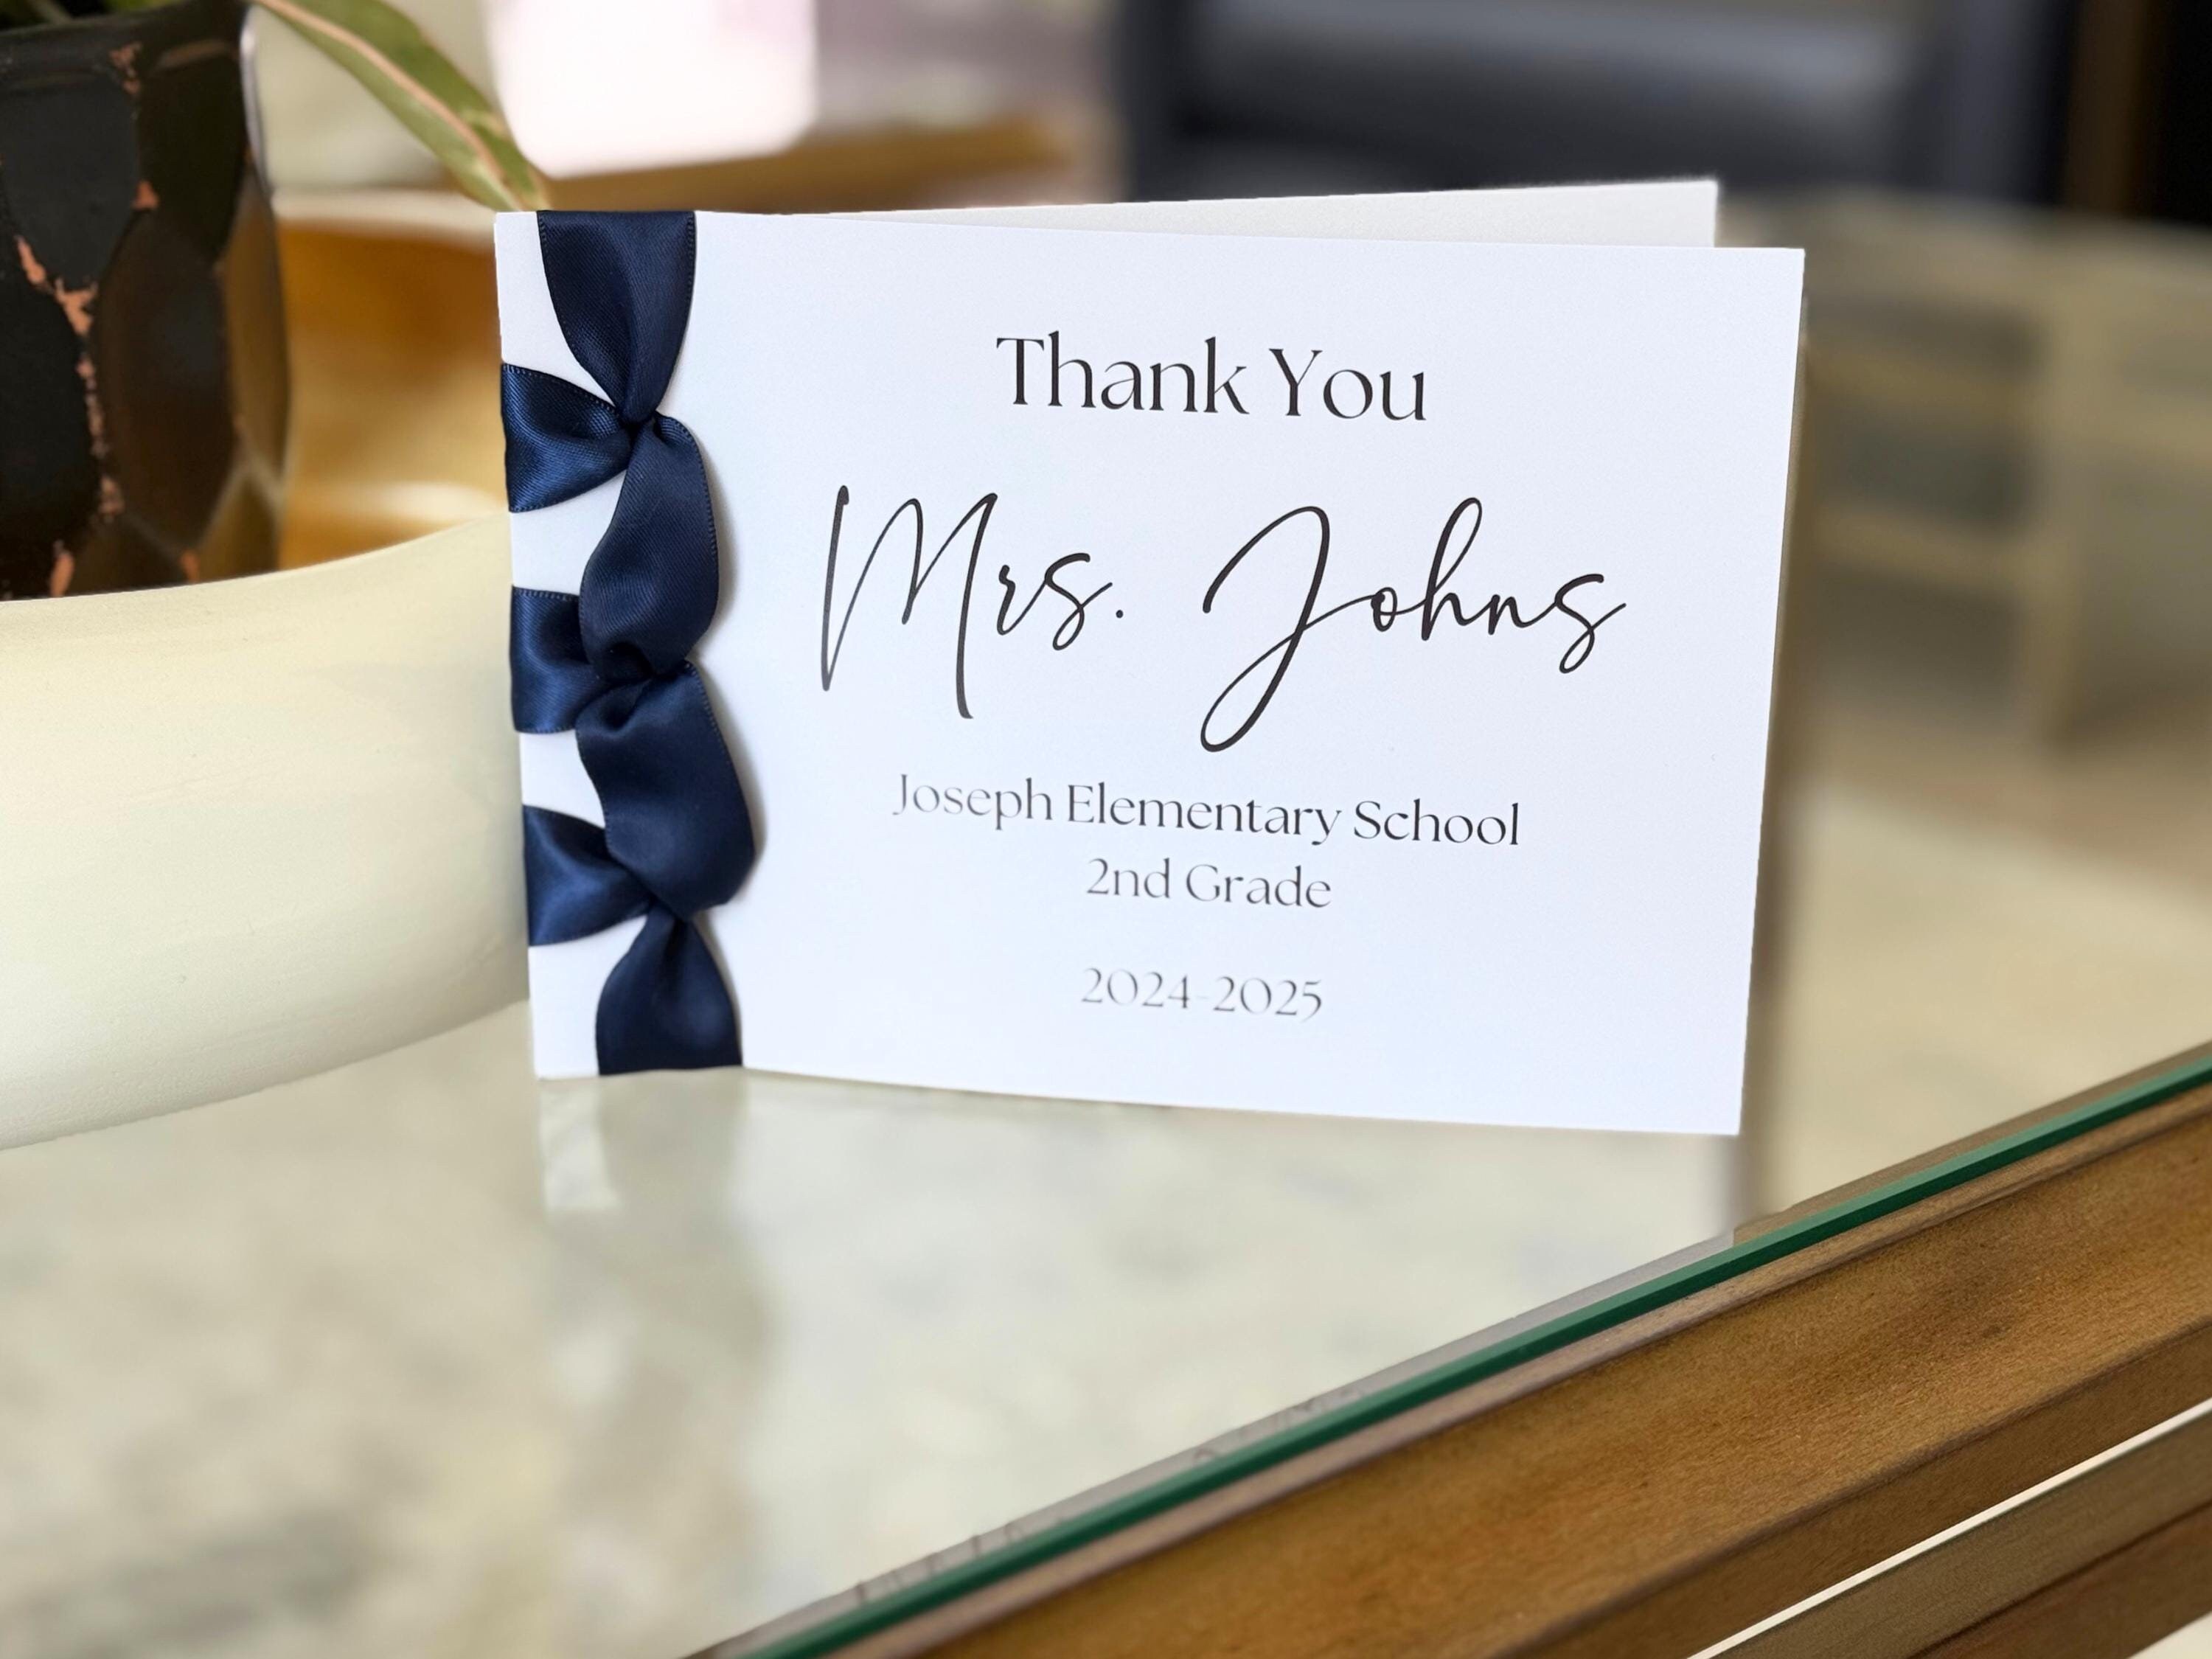 Thank You
Mrs. Johns
Joseph Elementary School
2nd Grade
2024-2025